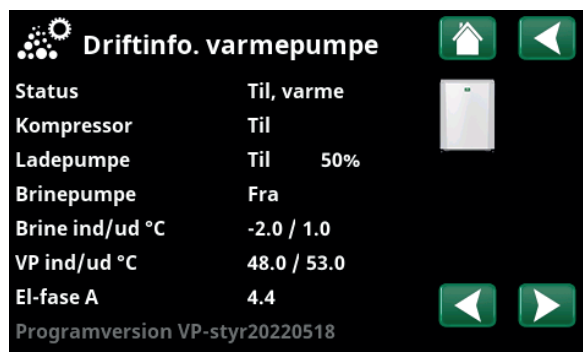 Driftinfo. varmepumpe
Status Til, varme
Kompressor Til
Ladepumpe Til 50%
Brinepumpe Fra
Brine ind/ud °C -2.0 / 1.0
VP ind/ud °C 48.0 / 53.0
El-fase A 4.4
Programversion VP-styr20220518